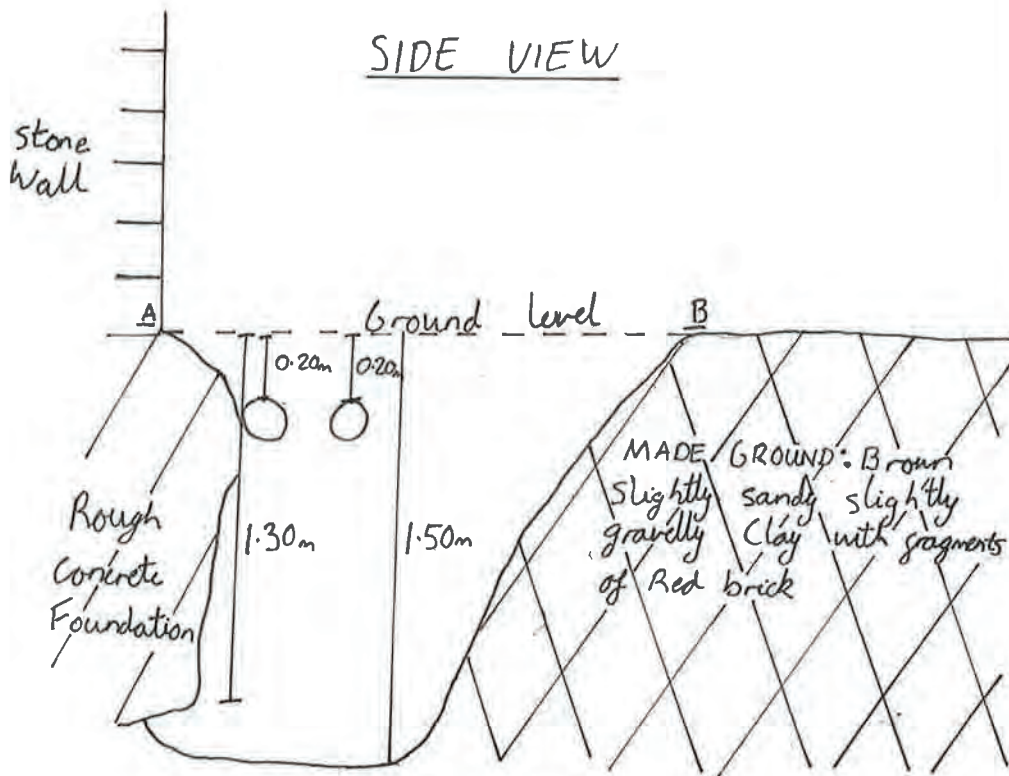 SIDE VIEW
Stone
Wall
A
Ground level
B
0.20m
0.20m
Rough
Concrete
Foundation
1.30m
1.50m
MADE GROUND: Brown
Slightly sandy slightly
gravelly Clay with fragments
of Red brick